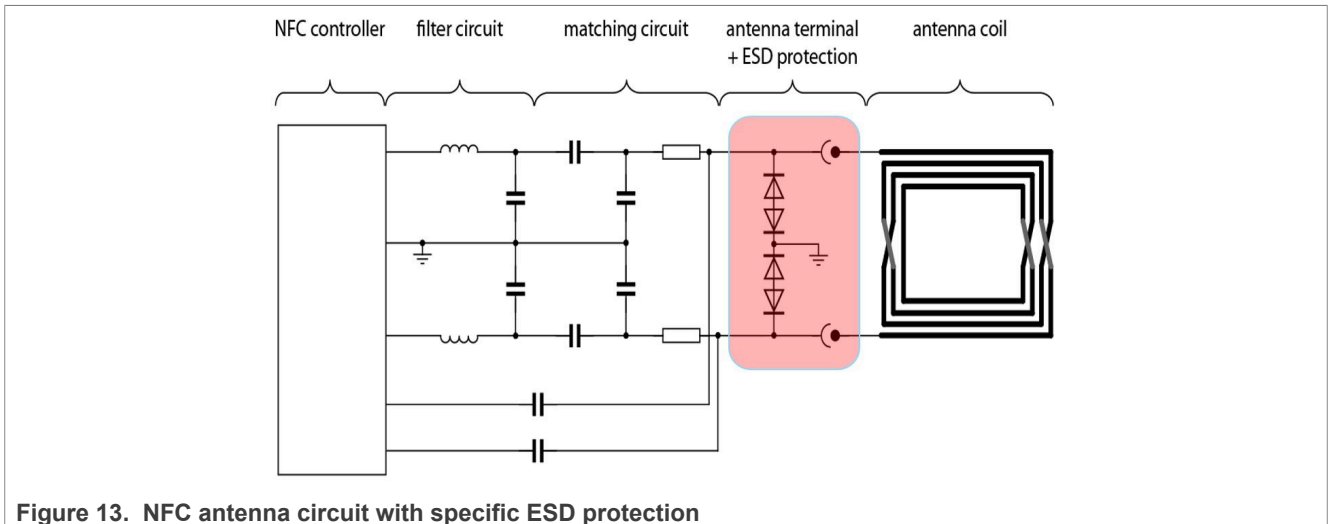 NFC controller filter circuit matching circuit antenna terminal antenna coil
+ ESD protection
Figure 13. NFC antenna circuit with specific ESD protection